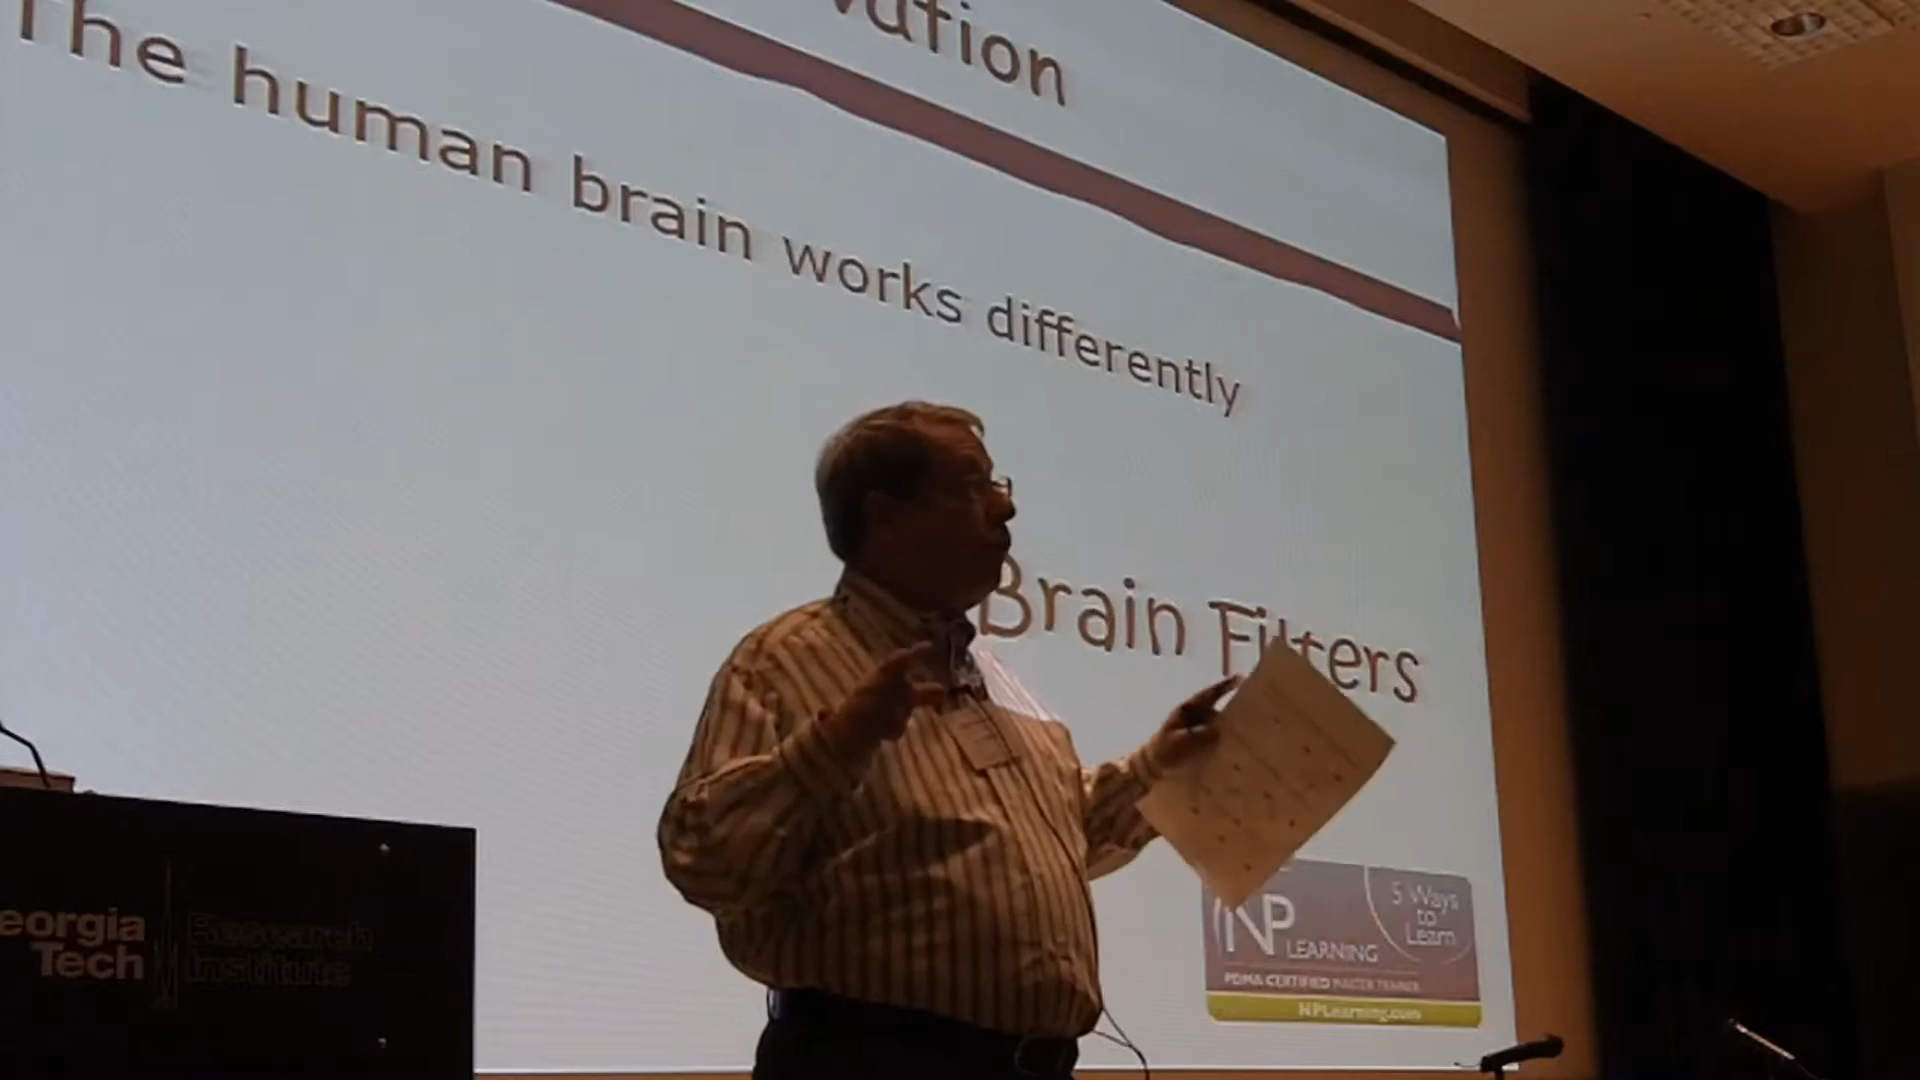 vation
The human brain works differently
Brain Filters
NP
LEARNING
5 Ways
to
Learn
PDMA CERTIFIED MASTER TRAINER
NPLearning.com
eorgia
Tech
Research
Institute